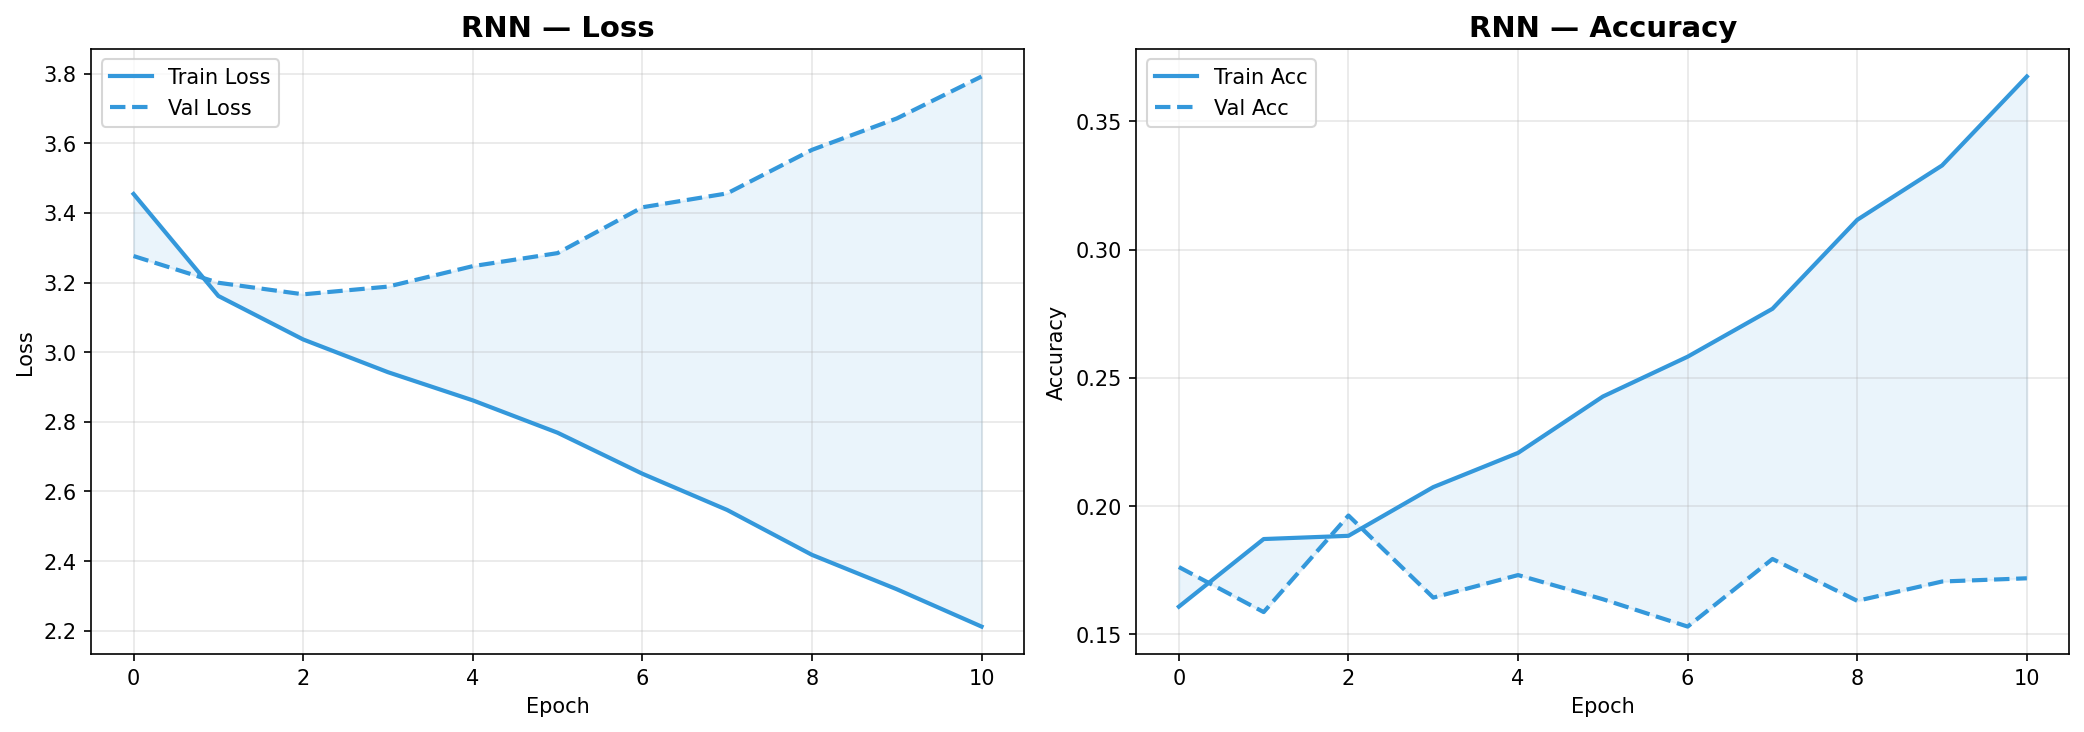 RNN — Loss
Train Loss
Val Loss
3.8
3.6
3.4
3.2
3.0
2.8
2.6
2.4
2.2
Loss
0 2 4 6 8 10
Epoch
RNN — Accuracy
Train Acc
Val Acc
0.35
0.30
0.25
0.20
0.15
Accuracy
0 2 4 6 8 10
Epoch